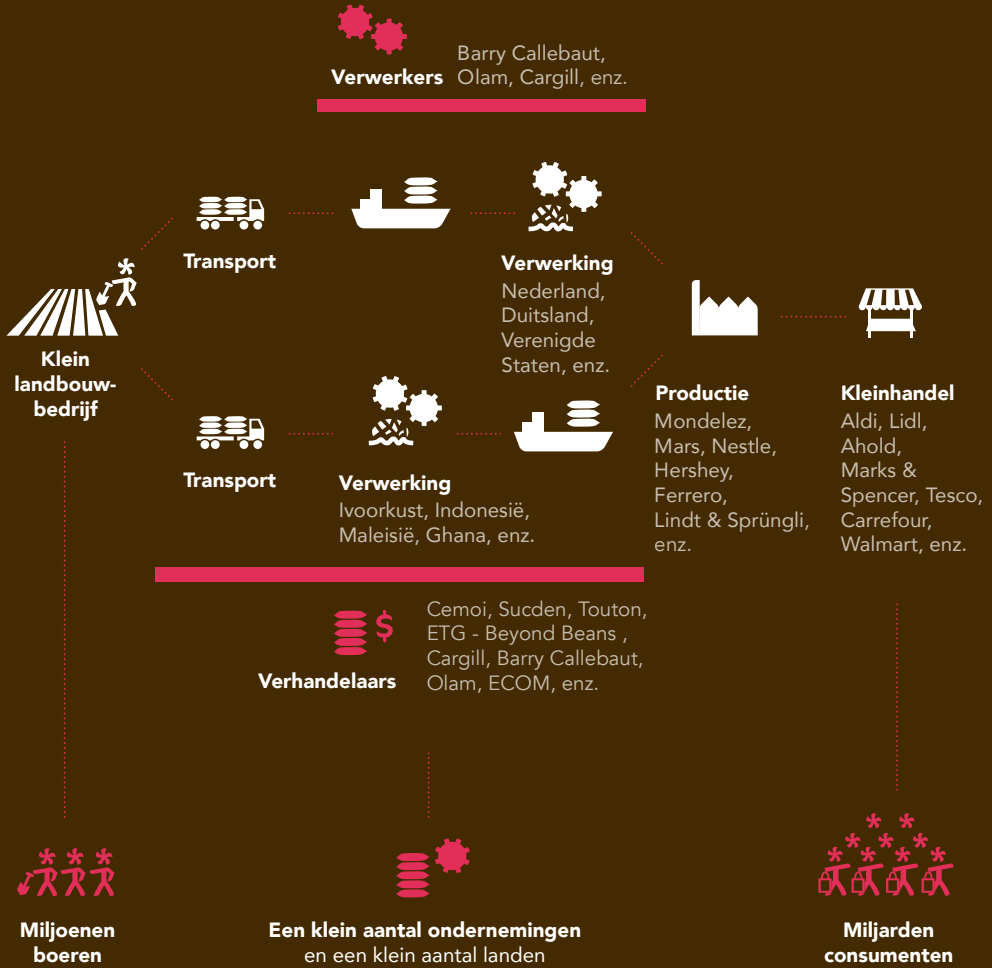 Verwerkers
Barry Callebaut,
Olam, Cargill, enz.
Transport
Verwerking
Nederland,
Duitsland,
Verenigde
Staten, enz.
Klein
landbouw-
bedrijf
Transport
Verwerking
Ivoorkust, Indonesië,
Maleisië, Ghana, enz.
Productie
Mondelez,
Mars, Nestle,
Hershey,
Ferrero,
Lindt & Sprüngli,
enz.
Kleinhandel
Aldi, Lidl,
Ahold,
Marks &
Spencer, Tesco,
Carrefour,
Walmart, enz.
$
Verhandelaars
Cemoi, Sucden, Touton,
ETG - Beyond Beans ,
Cargill, Barry Callebaut,
Olam, ECOM, enz.
Miljoenen
boeren
Een klein aantal ondernemingen
en een klein aantal landen
Miljarden
consumenten